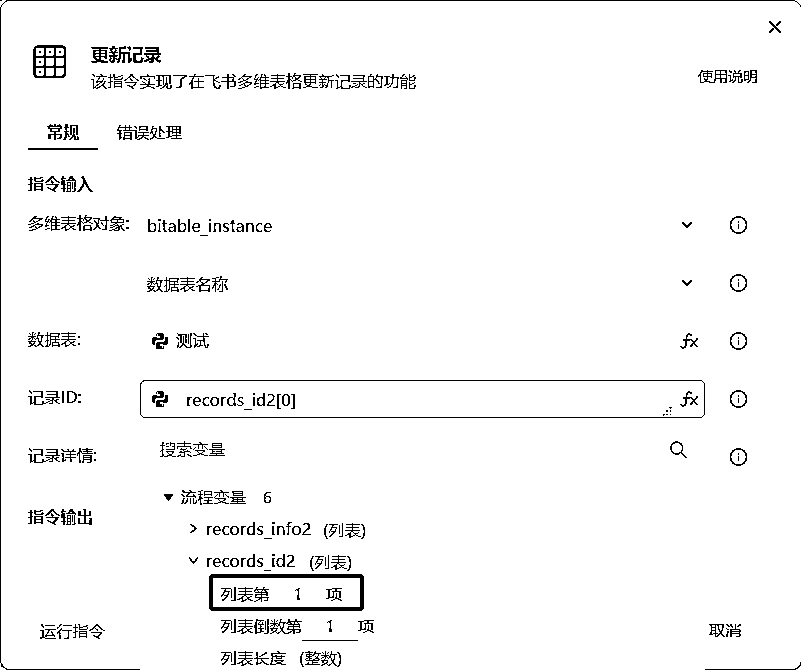 更新记录
该指令实现了在飞书多维表格更新记录的功能
使用说明
常规 错误处理
指令输入
多维表格对象: bitable_instance
数据表名称
数据表: 测试 fx
记录ID: records_id2[0] fx
记录详情: 搜索变量
流程变量 6
指令输出
records_info2 (列表)
records_id2 (列表)
列表第 1 项
列表倒数第 1 项
运行指令 取消
列表长度 (整数)